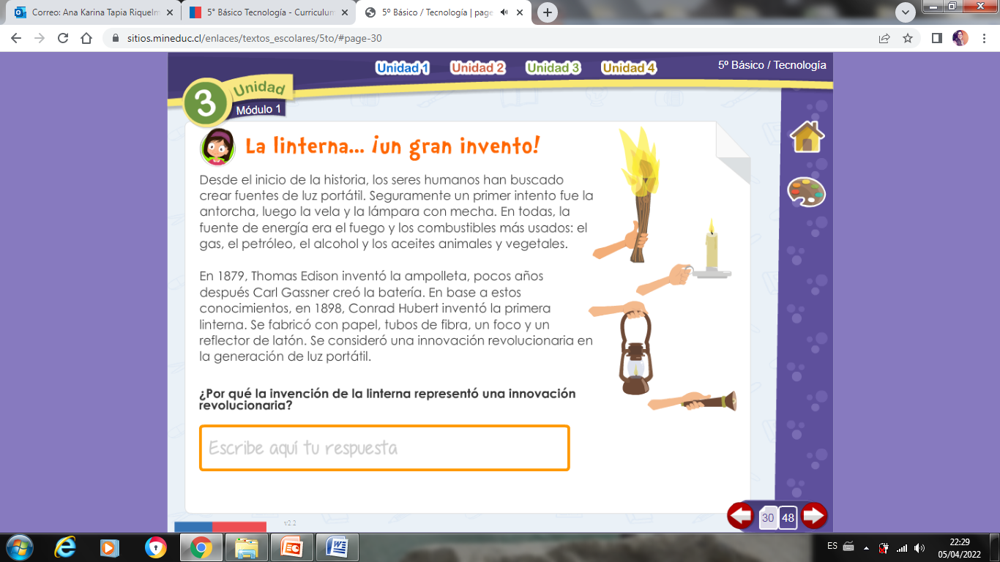 Correo: Ana Karina Tapia Riquelm
5° Básico Tecnología - Curriculum
5º Básico / Tecnología | page
sitios.mineduc.cl/enlaces/textos_escolares/5to/#page-30
Unidad 1
Unidad 2
Unidad 3
Unidad 4
5º Básico / Tecnología
3
Unidad
Módulo 1
La linterna... ¡un gran invento!
Desde el inicio de la historia, los seres humanos han buscado
crear fuentes de luz portátil. Seguramente un primer intento fue la
antorcha, luego la vela y la lámpara con mecha. En todas, la
fuente de energía era el fuego y los combustibles más usados: el
gas, el petróleo, el alcohol y los aceites animales y vegetales.
En 1879, Thomas Edison inventó la ampolleta, pocos años
después Carl Gassner creó la batería. En base a estos
conocimientos, en 1898, Conrad Hubert inventó la primera
linterna. Se fabricó con papel, tubos de fibra, un foco y un
reflector de latón. Se consideró una innovación revolucionaria en
la generación de luz portátil.
¿Por qué la invención de la linterna representó una innovación
revolucionaria?
Escribe aquí tu respuesta
30
48
v2.2
ES
22:29
05/04/2022